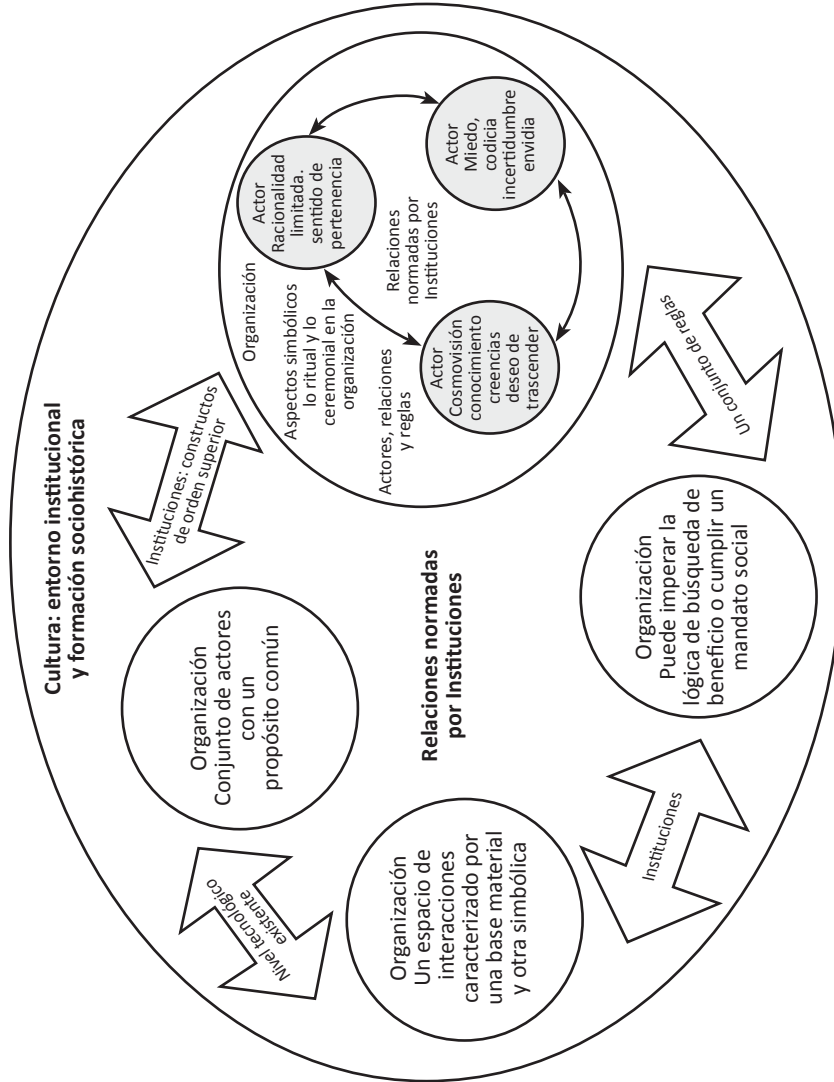 Cultura: entorno institucional
y formación sociohistórica
Organización
Conjunto de actores
con un
propósito común
Instituciones: constructos
de orden superior
Organización
Aspectos simbólicos
lo ritual y lo
ceremonial en la
organización
Actores, relaciones
y reglas
Actor
Racionalidad
limitada.
sentido de
pertenencia
Actor
Miedo,
codicia
incertidumbre
envidia
Relaciones
normadas por
Instituciones
Actor
Cosmovisión
conocimiento
creencias
deseo de
trascender
Nivel tecnológico
existente
Relaciones normadas
por Instituciones
Organización
Un espacio de
interacciones
caracterizado por
una base material
y otra simbólica
Instituciones
Organización
Puede imperar la
lógica de búsqueda de
beneficio o cumplir un
mandato social
Un conjunto de reglas